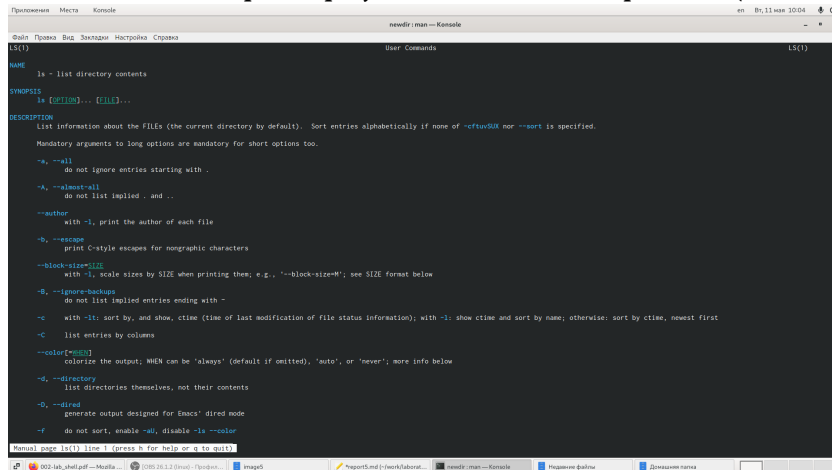 Приложения Места Konsole en Вт, 11 мая 10:04
newdir : man — Konsole
Файл Правка Вид Закладки Настройка Справка
LS(1) User Commands LS(1)
NAME
ls - list directory contents
SYNOPSIS
ls [OPTION]... [FILE]...
DESCRIPTION
List information about the FILEs (the current directory by default). Sort entries alphabetically if none of -cftuvSUX nor --sort is specified.
Mandatory arguments to long options are mandatory for short options too.
-a, --all
do not ignore entries starting with .
-A, --almost-all
do not list implied . and ..
--author
with -l, print the author of each file
-b, --escape
print C-style escapes for nongraphic characters
--block-size=SIZE
with -l, scale sizes by SIZE when printing them; e.g., '--block-size=M'; see SIZE format below
-B, --ignore-backups
do not list implied entries ending with ~
-c with -lt: sort by, and show, ctime (time of last modification of file status information); with -l: show ctime and sort by name; otherwise: sort by ctime, newest first
-C list entries by columns
--color[=WHEN]
colorize the output; WHEN can be 'always' (default if omitted), 'auto', or 'never'; more info below
-d, --directory
list directories themselves, not their contents
-D, --dired
generate output designed for Emacs' dired mode
-f do not sort, enable -aU, disable -ls --color
Manual page ls(1) line 1 (press h for help or q to quit)
002-lab_shell.pdf — Mozilla ... [OBS 26.1.2 (linux) - Профил... image5 *report5.md (~/work/laborat... newdir : man — Konsole Недавние файлы Домашняя папка